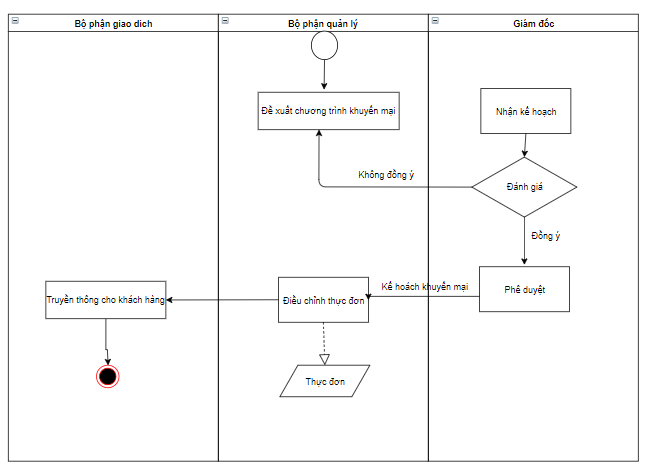 Bộ phận giao dich
Bộ phận quản lý
Giám đốc
Đề xuất chương trình khuyến mại
Nhận kế hoạch
Không đồng ý
Đánh giá
Đồng ý
Truyền thông cho khách hàng
Điều chỉnh thực đơn
Kế hoách khuyến mại
Phê duyệt
Thực đơn